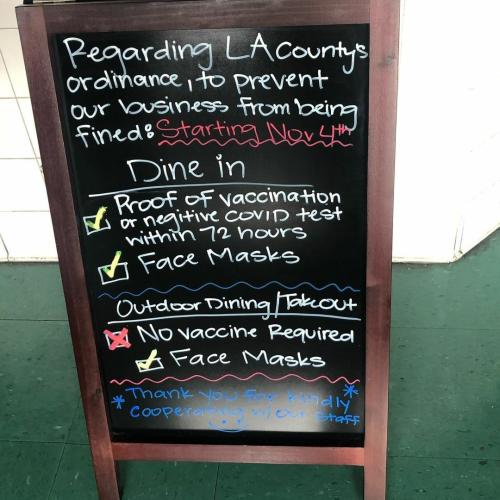 Regarding LA County's
ordinance, to prevent
our business from being
fined: Starting Nov 4th
Dine in
Proof of vaccination
or negitive COVID test
within 72 hours
Face Masks
Outdoor Dining/Takeout
No vaccine Required
Face Masks
*Thank you for kindly*
cooperating w/ our staff